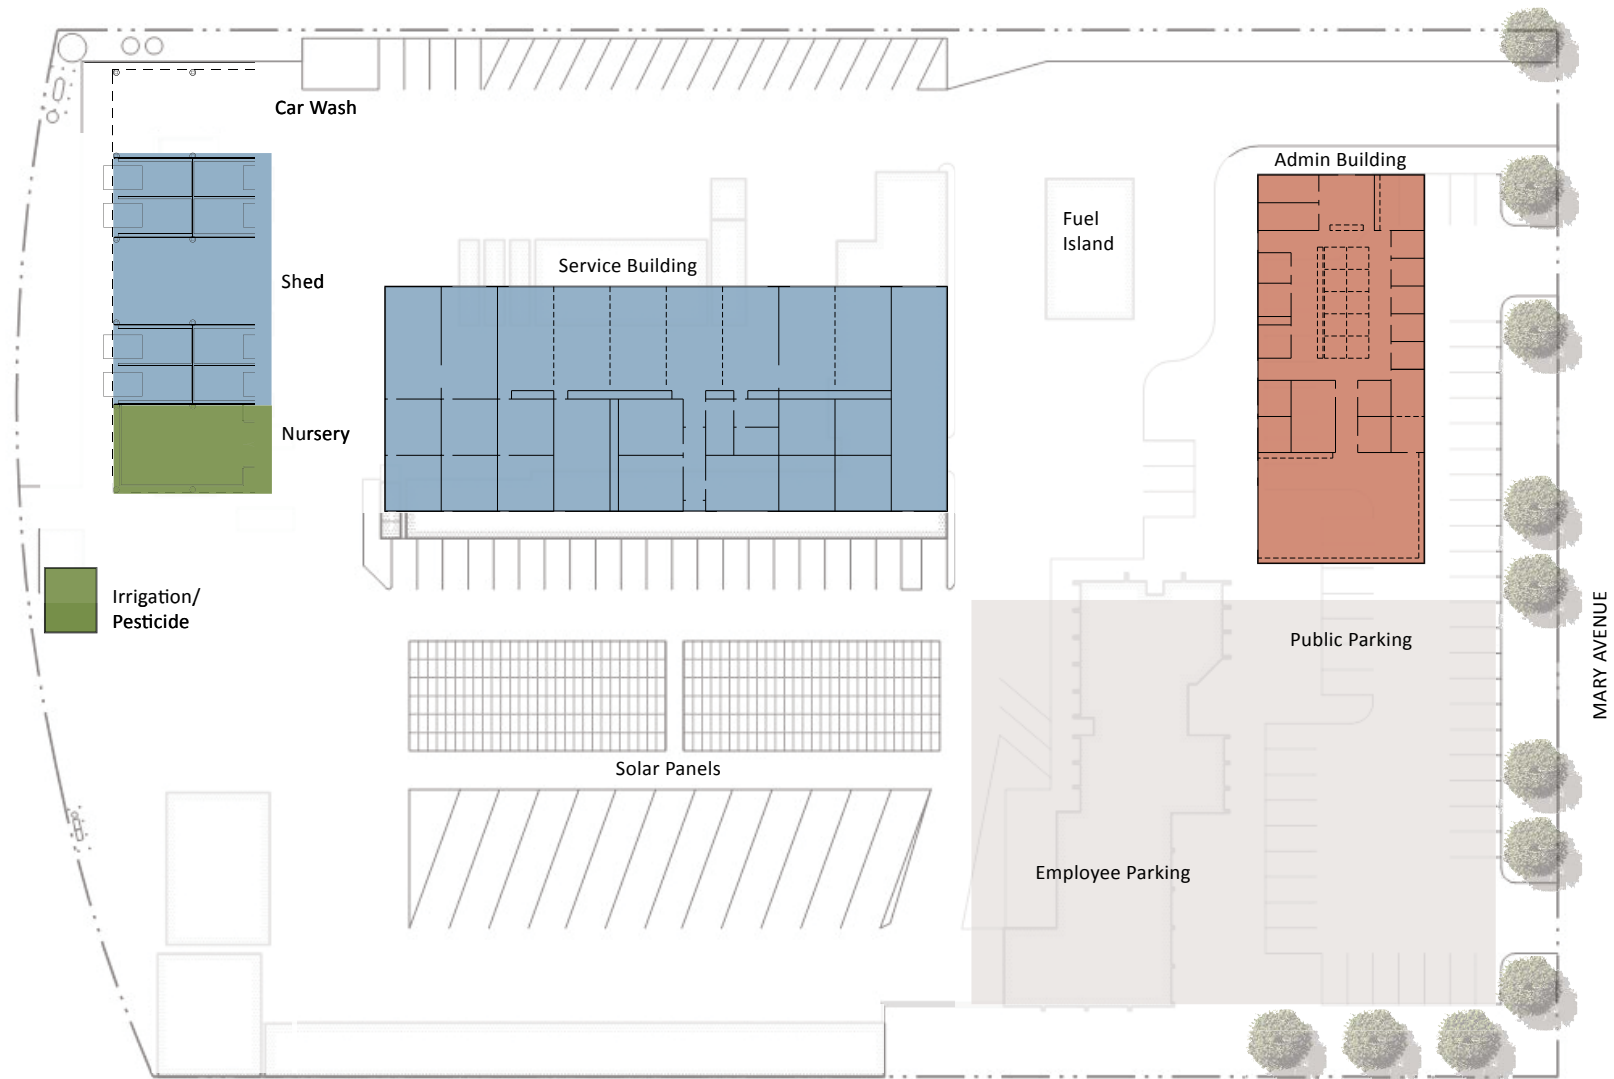 Car Wash
Admin Building
Fuel
Island
Service Building
Shed
Nursery
Irrigation/
Pesticide
Public Parking
MARY AVENUE
Solar Panels
Employee Parking